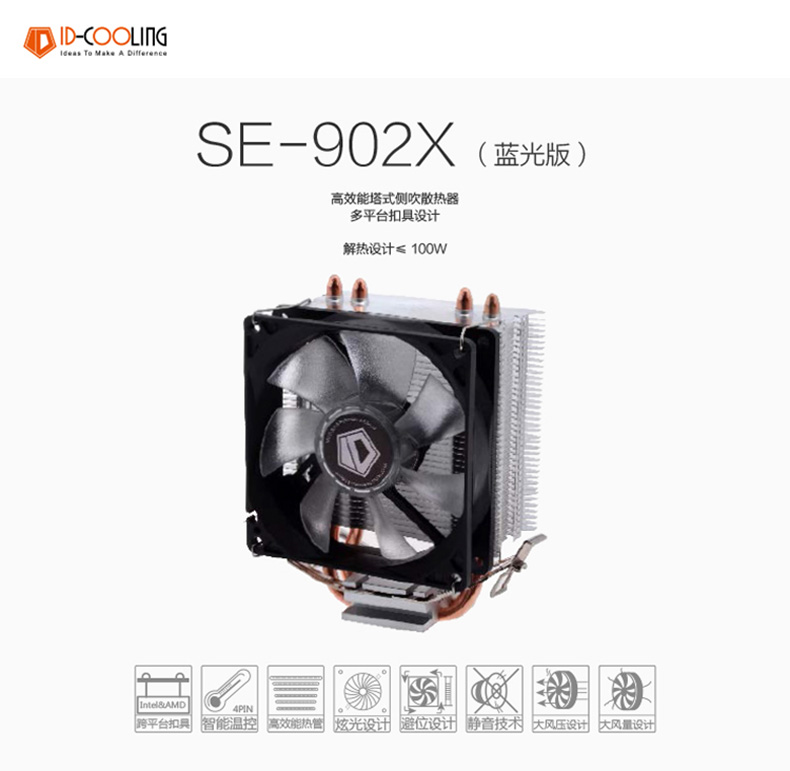 ID-COOLING
Ideas To Make A Difference
SE-902X（蓝光版）
高效能塔式侧吹散热器
多平台扣具设计
解热设计≤ 100W
Intel&AMD
跨平台扣具
4PIN
智能温控
高效能热管
炫光设计
避位设计
静音技术
大风压设计
大风量设计